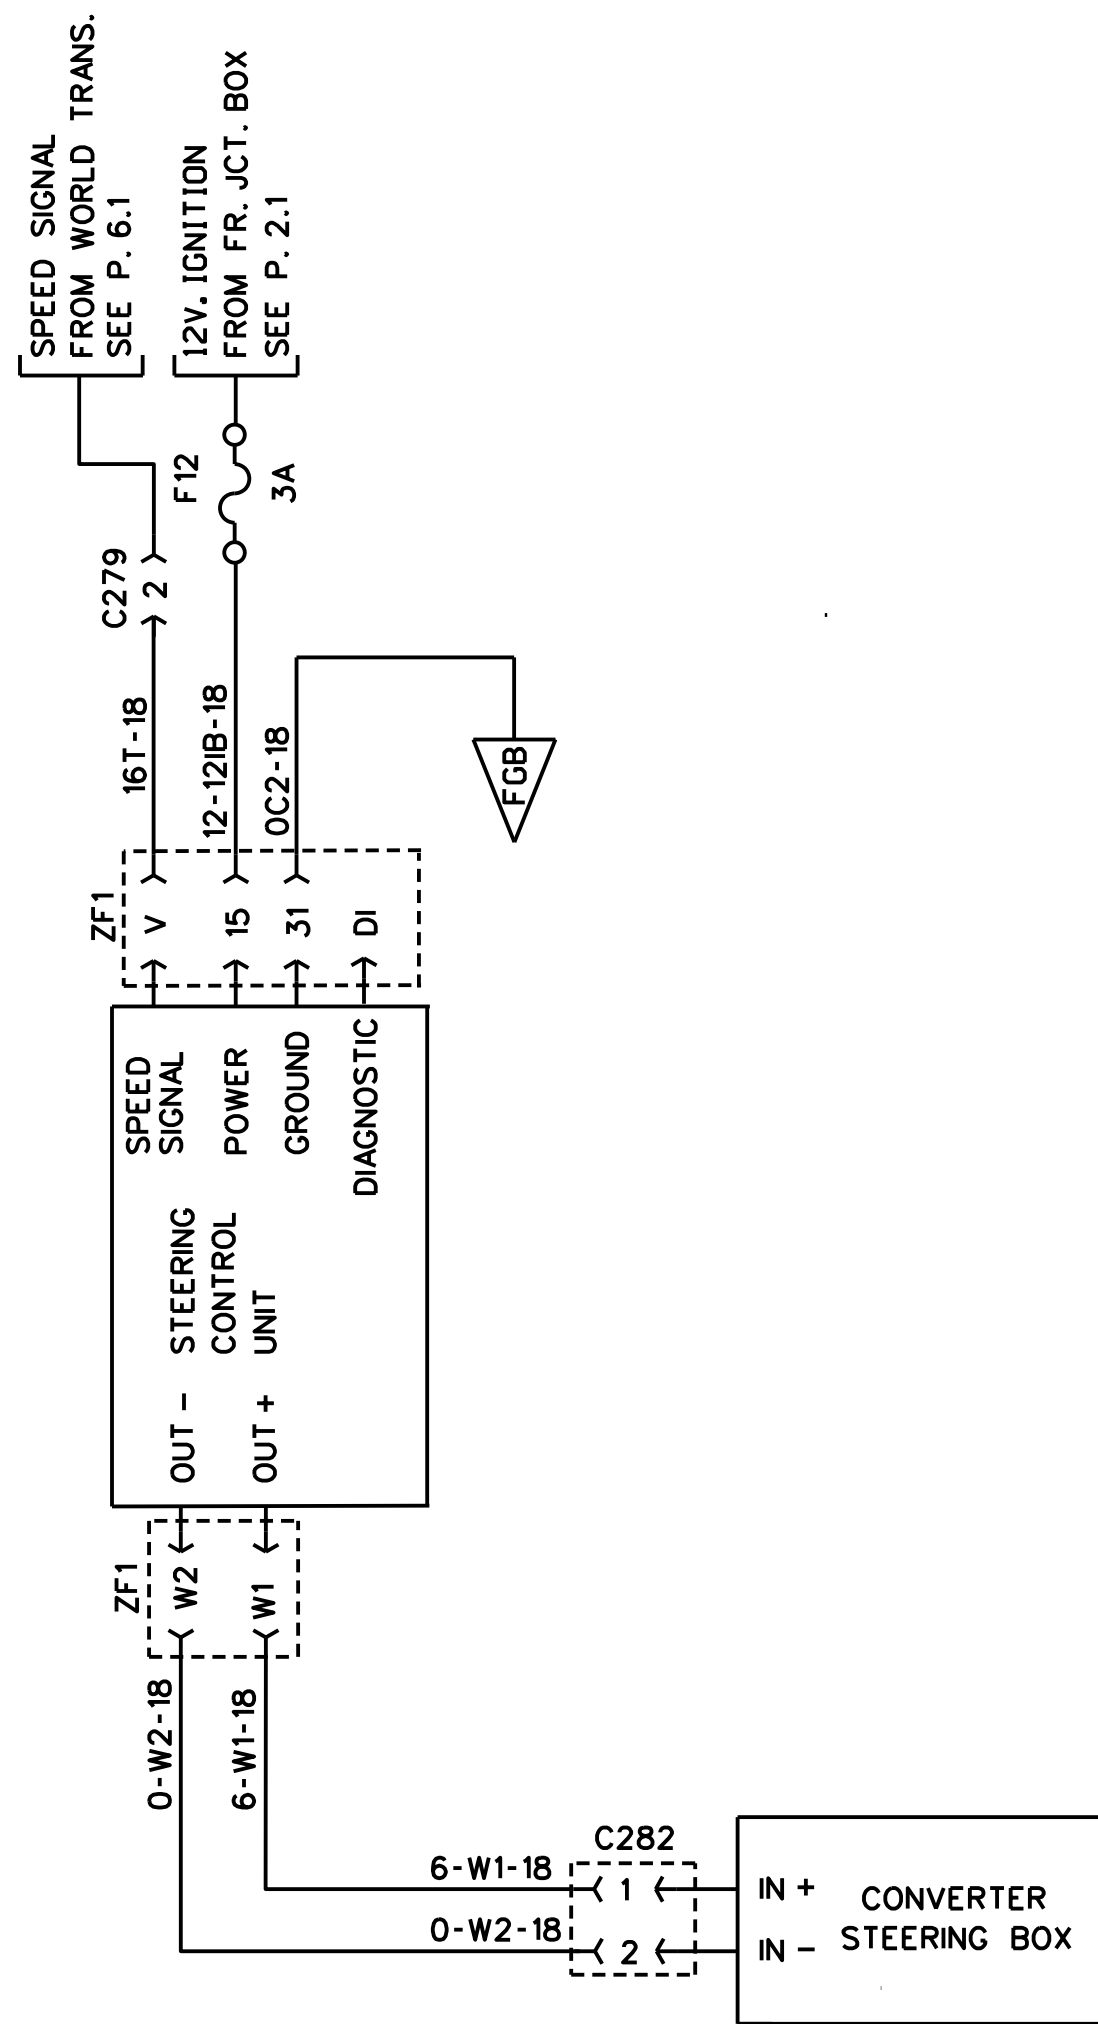 SPEED SIGNAL
FROM WORLD TRANS.
SEE P. 6.1
12V. IGNITION
FROM FR. JCT. BOX
SEE P. 2.1
F12
3A
C279
2
16T-18
12-12IB-18
0C2-18
FGB
ZF1
V
15
31
DI
SPEED
SIGNAL
POWER
GROUND
DIAGNOSTIC
STEERING
CONTROL
UNIT
OUT -
OUT +
ZF1
W2
W1
0-W2-18
6-W1-18
C282
6-W1-18
1
IN +
0-W2-18
2
IN -
CONVERTER
STEERING BOX